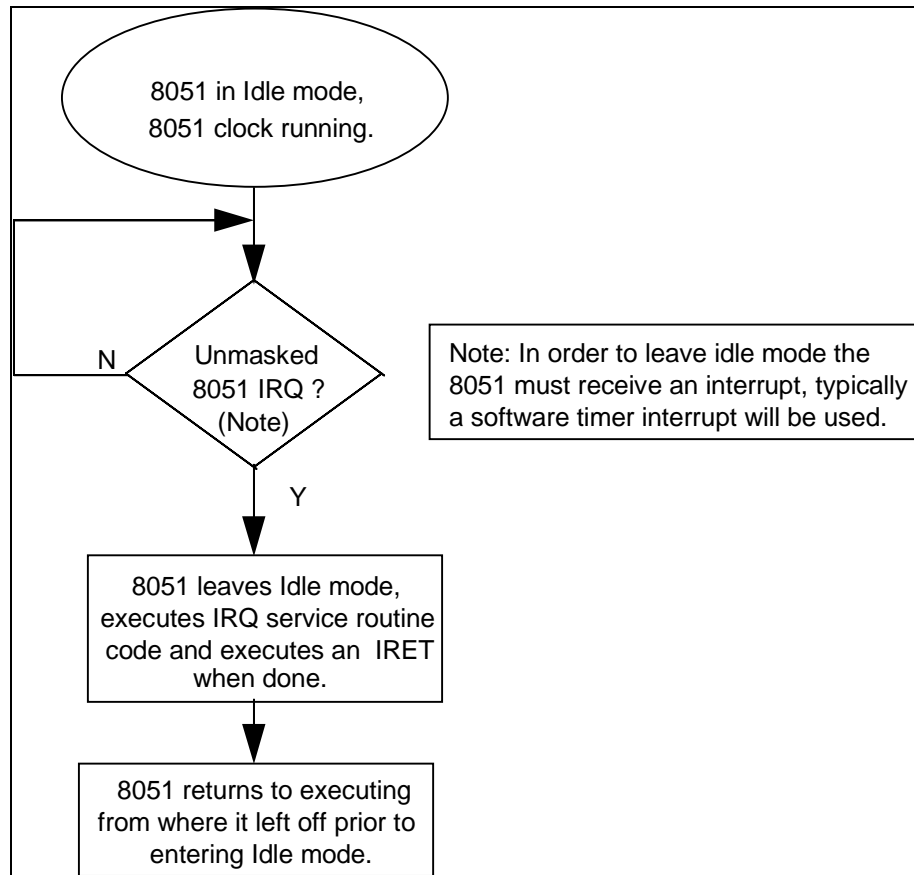 8051 in Idle mode,
8051 clock running.
N
Unmasked
8051 IRQ ?
(Note)
Note: In order to leave idle mode the
8051 must receive an interrupt, typically
a software timer interrupt will be used.
Y
8051 leaves Idle mode,
executes IRQ service routine
code and executes an IRET
when done.
8051 returns to executing
from where it left off prior to
entering Idle mode.